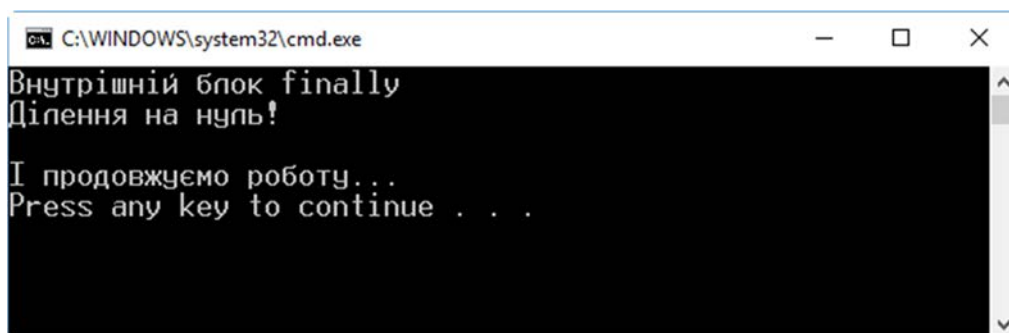 C:\WINDOWS\system32\cmd.exe
Внутрішній блок finally
Ділення на нуль!
І продовжуємо роботу...
Press any key to continue . . .